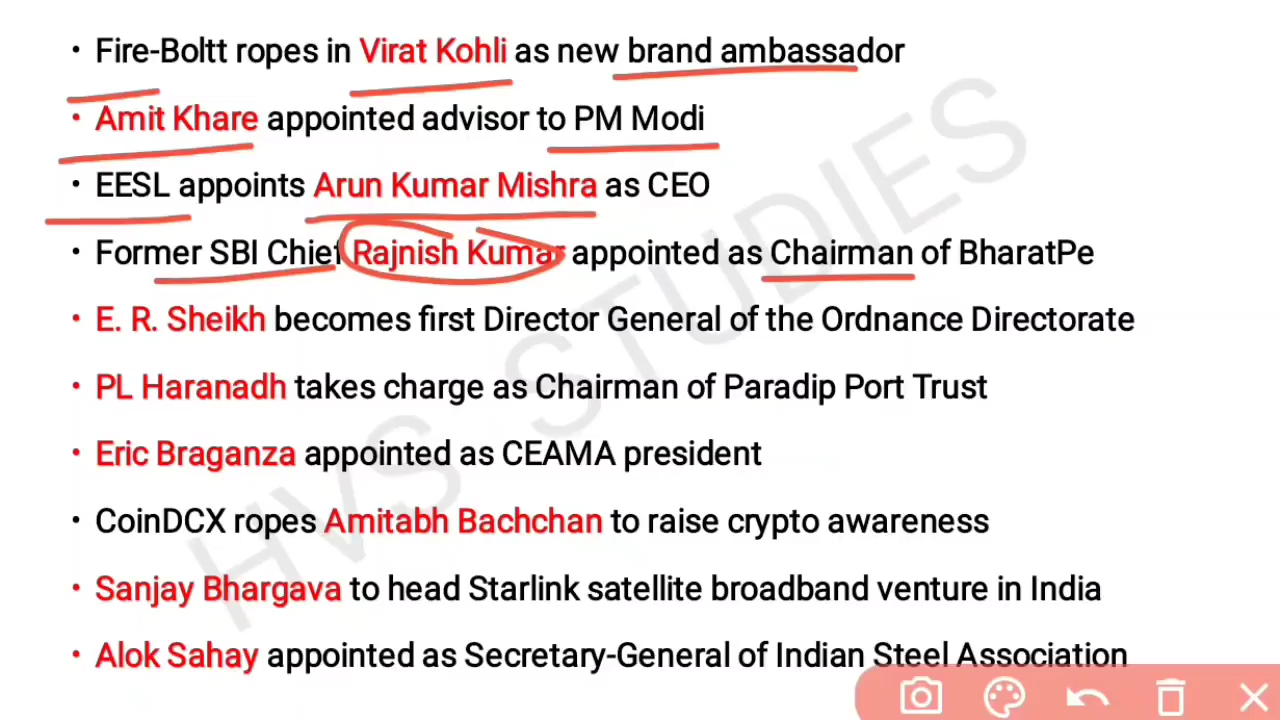 • Fire-Boltt ropes in Virat Kohli as new brand ambassador
• Amit Khare appointed advisor to PM Modi
• EESL appoints Arun Kumar Mishra as CEO
• Former SBI Chief Rajnish Kumar appointed as Chairman of BharatPe
• E. R. Sheikh becomes first Director General of the Ordnance Directorate
• PL Haranadh takes charge as Chairman of Paradip Port Trust
• Eric Braganza appointed as CEAMA president
• CoinDCX ropes Amitabh Bachchan to raise crypto awareness
• Sanjay Bhargava to head Starlink satellite broadband venture in India
• Alok Sahay appointed as Secretary-General of Indian Steel Association
HVS STUDIES